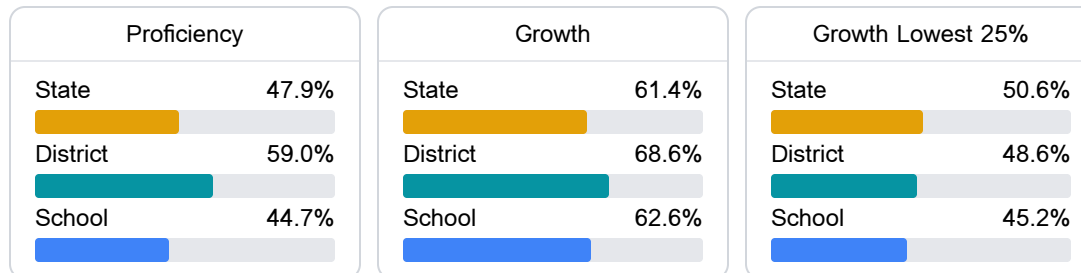 Proficiency
State 47.9%
District 59.0%
School 44.7%
Growth
State 61.4%
District 68.6%
School 62.6%
Growth Lowest 25%
State 50.6%
District 48.6%
School 45.2%